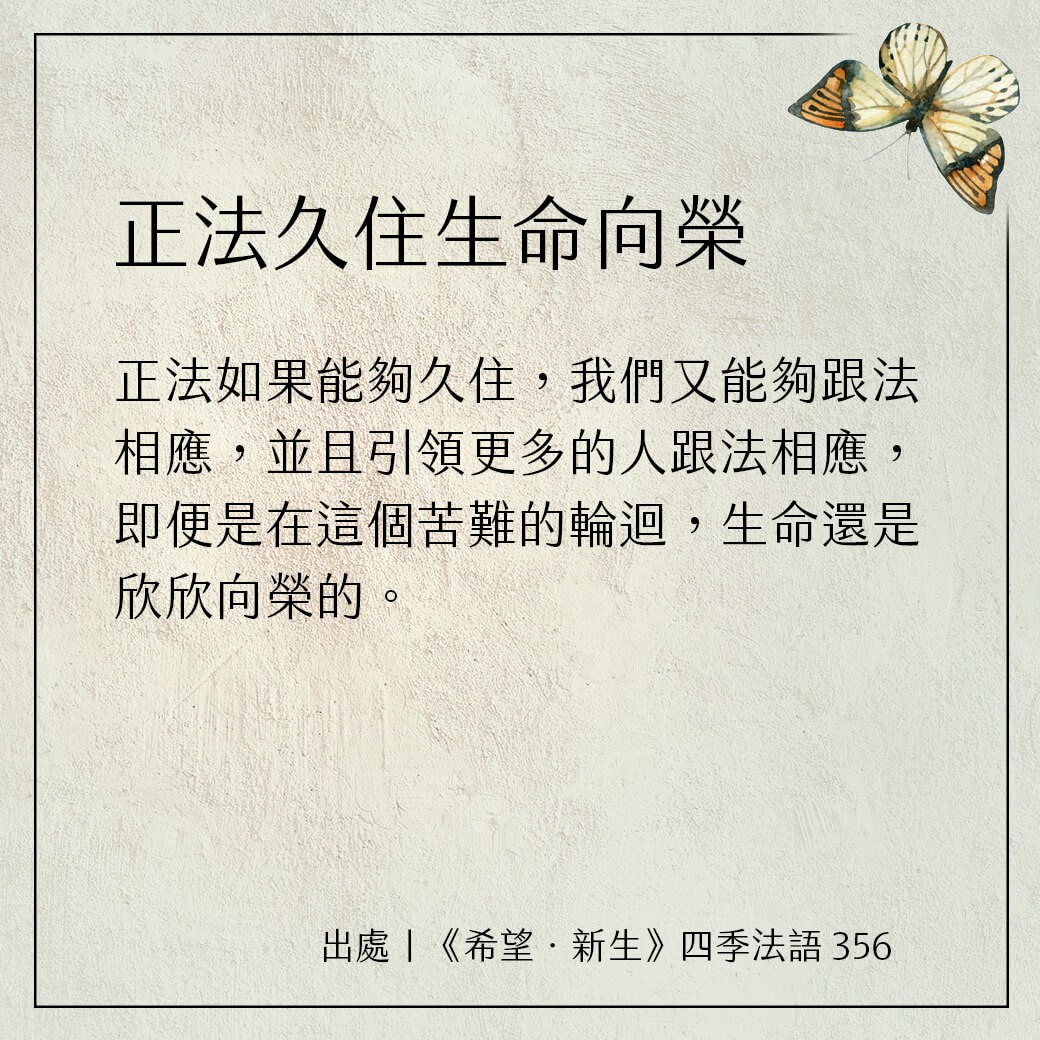 正法久住生命向榮
正法如果能夠久住，我們又能夠跟法
相應，並且引領更多的人跟法相應，
即便是在這個苦難的輪迴，生命還是
欣欣向榮的。
出處｜《希望．新生》四季法語 356